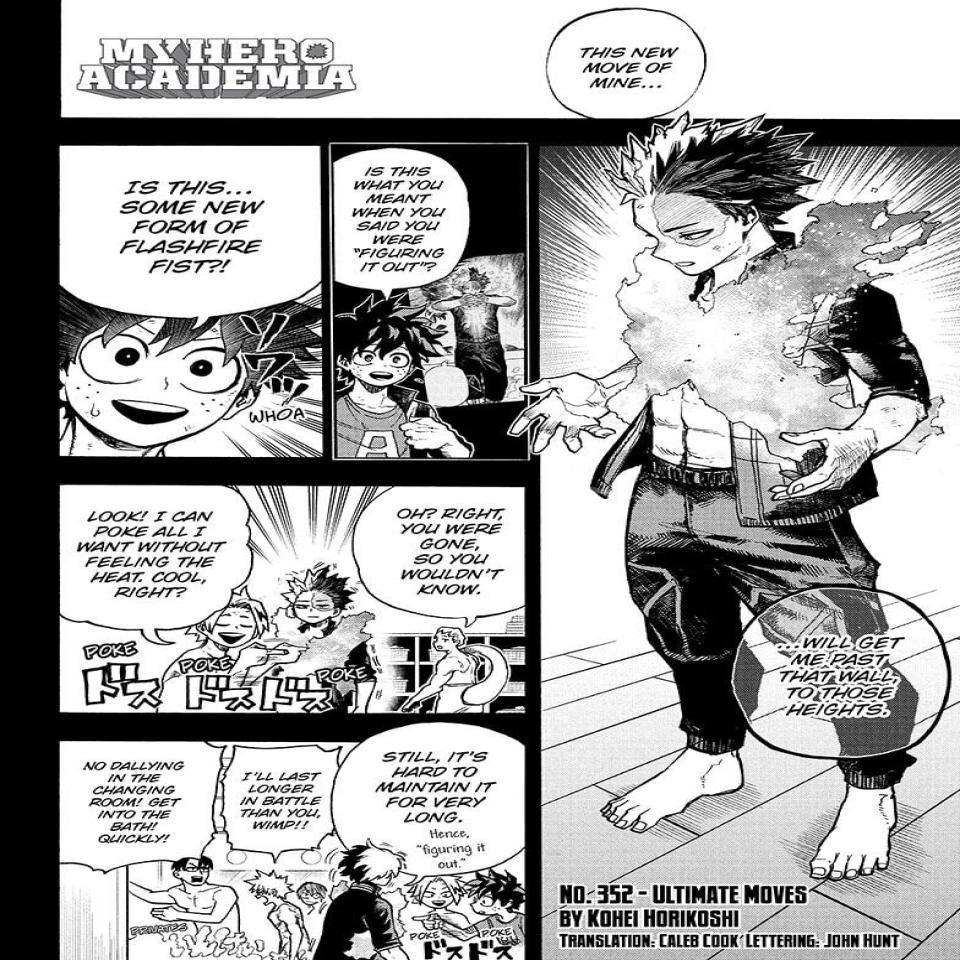 MY HERO
ACADEMIA
THIS NEW
MOVE OF
MINE...
IS THIS...
SOME NEW
FORM OF
FLASHFIRE
FIST?!
ゾワァ
WHOA
IS THIS
WHAT YOU
MEANT
WHEN YOU
SAID YOU
WERE
"FIGURING
IT OUT"?
A
...WILL GET
ME PAST
THAT WALL,
TO THOSE
HEIGHTS.
LOOK! I CAN
POKE ALL I
WANT WITHOUT
FEELING THE
HEAT. COOL,
RIGHT?
OH? RIGHT,
YOU WERE
GONE,
SO YOU
WOULDN'T
KNOW.
POKE
ドス
POKE
ドス
POKE
ドス
NO DALLYING
IN THE
CHANGING
ROOM! GET
INTO THE
BATH!
QUICKLY!
I'LL LAST
LONGER
IN BATTLE
THAN YOU,
WIMP!!
STILL, IT'S
HARD TO
MAINTAIN IT
FOR VERY
LONG.
Hence,
"figuring it
out."
PRIVATES
POKE
POKE
ドスドス
NO. 352 - ULTIMATE MOVES
BY KOHEI HORIKOSHI
TRANSLATION: CALEB COOK LETTERING: JOHN HUNT